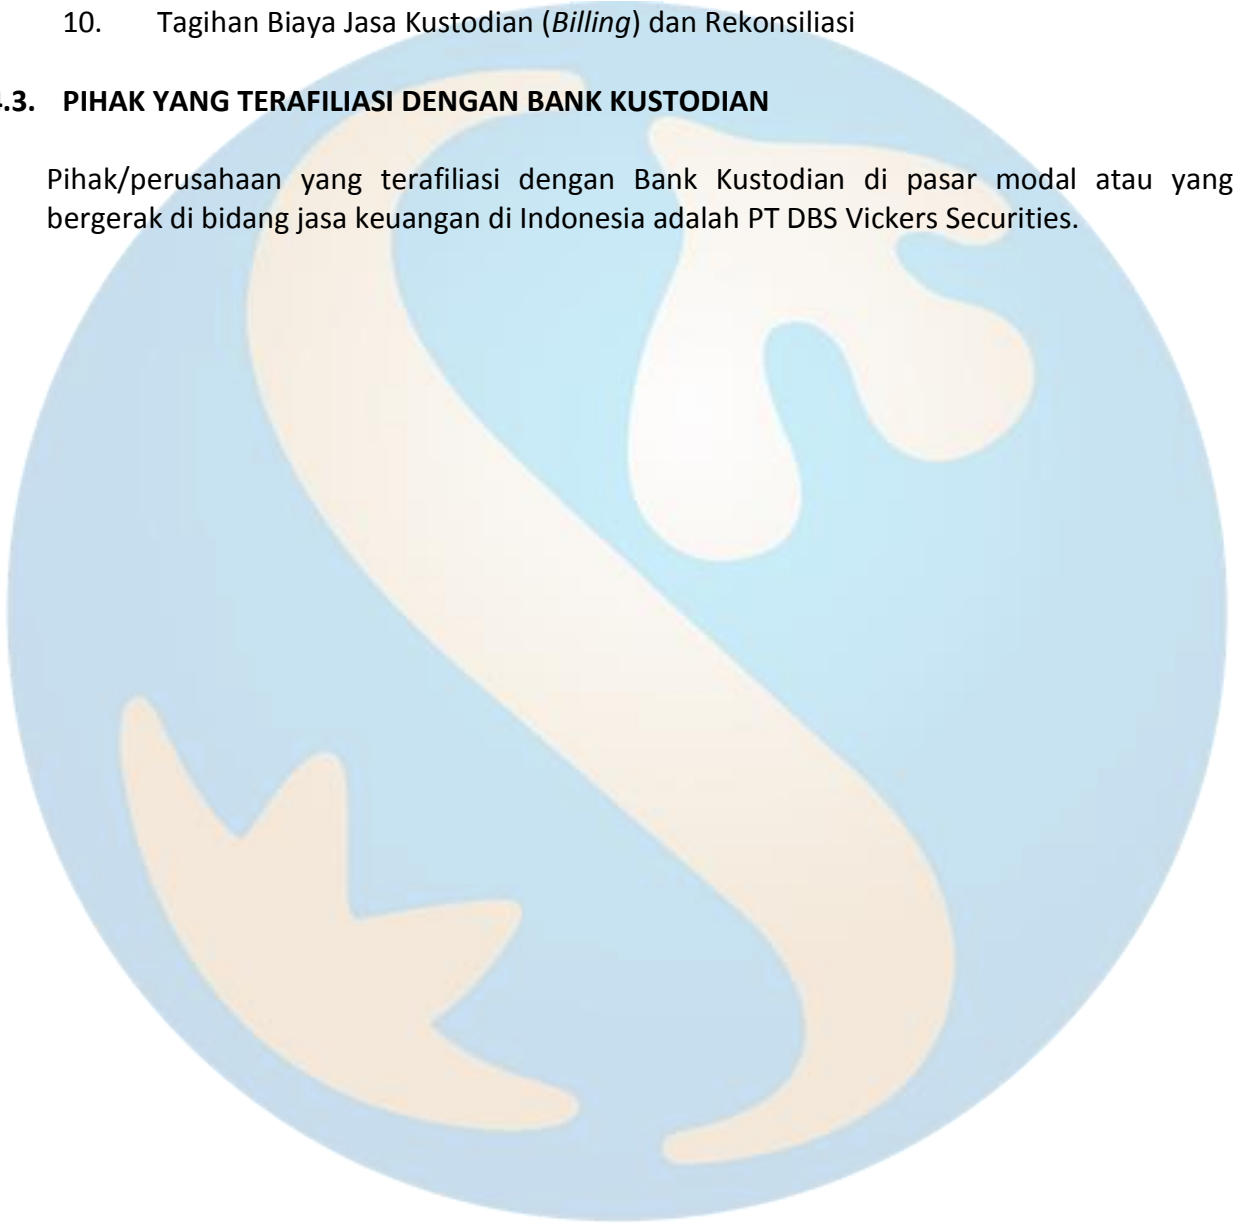 10. Tagihan Biaya Jasa Kustodian (Billing) dan Rekonsiliasi
.3. PIHAK YANG TERAFILIASI DENGAN BANK KUSTODIAN
Pihak/perusahaan yang terafiliasi dengan Bank Kustodian di pasar modal atau yang
bergerak di bidang jasa keuangan di Indonesia adalah PT DBS Vickers Securities.